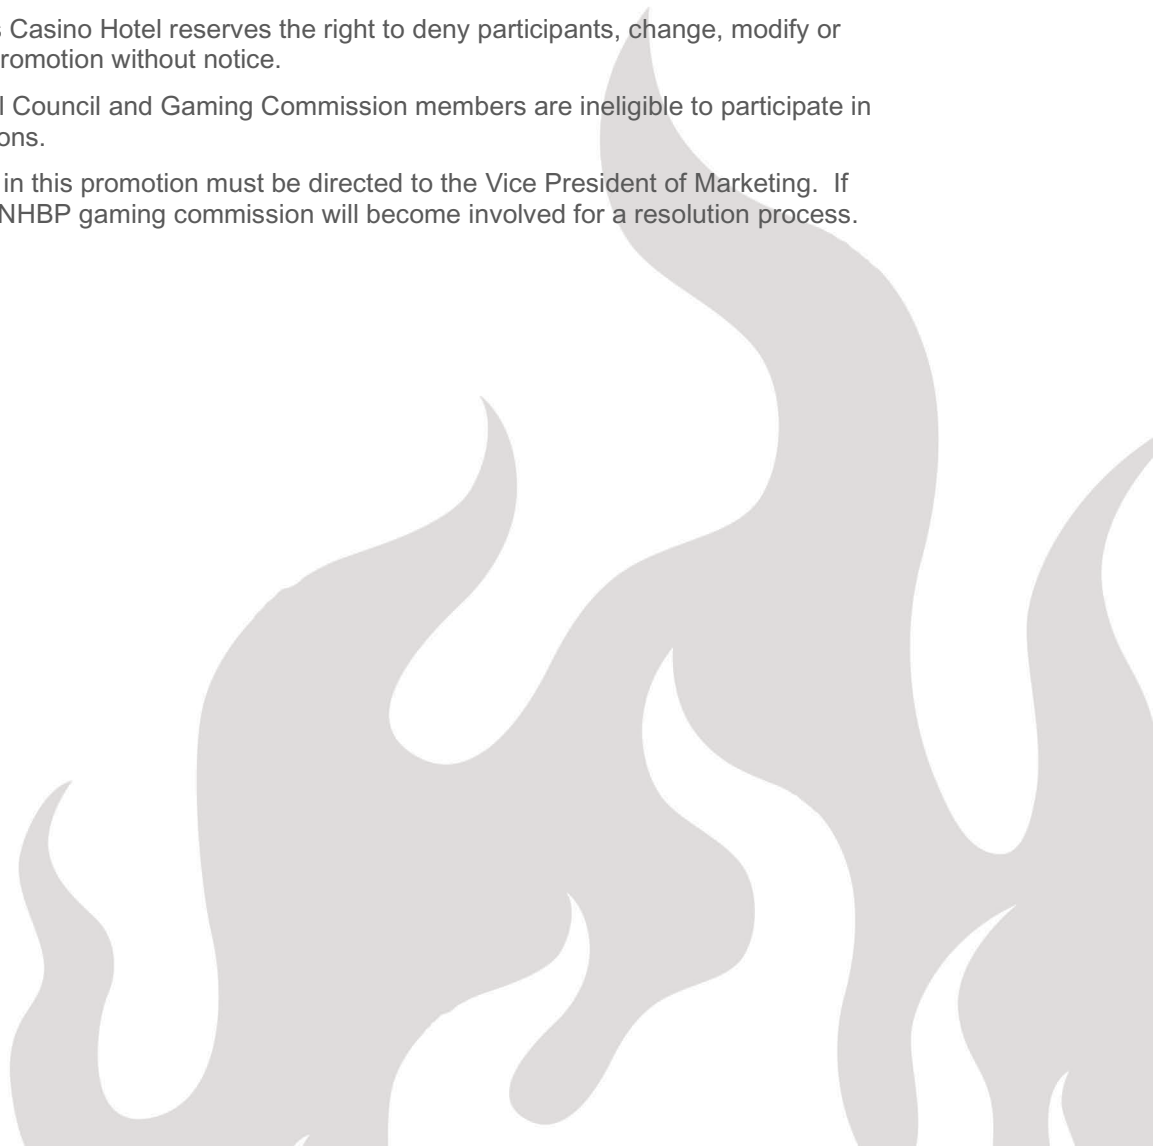 s Casino Hotel reserves the right to deny participants, change, modify or
romotion without notice.
l Council and Gaming Commission members are ineligible to participate in
ons.
in this promotion must be directed to the Vice President of Marketing.  If
NHBP gaming commission will become involved for a resolution process.